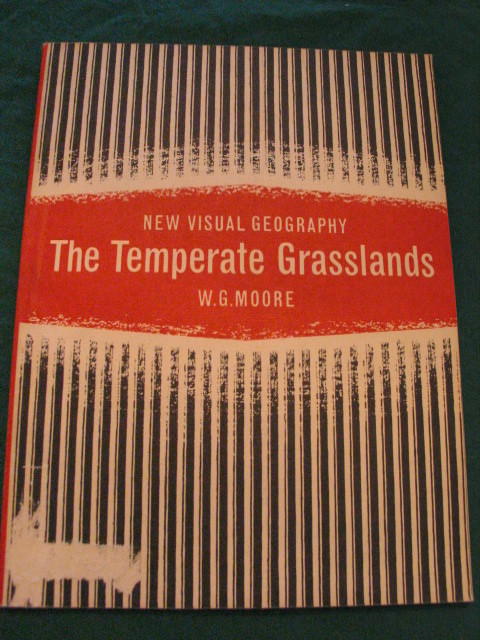 NEW VISUAL GEOGRAPHY
The Temperate Grasslands
W.G.MOORE